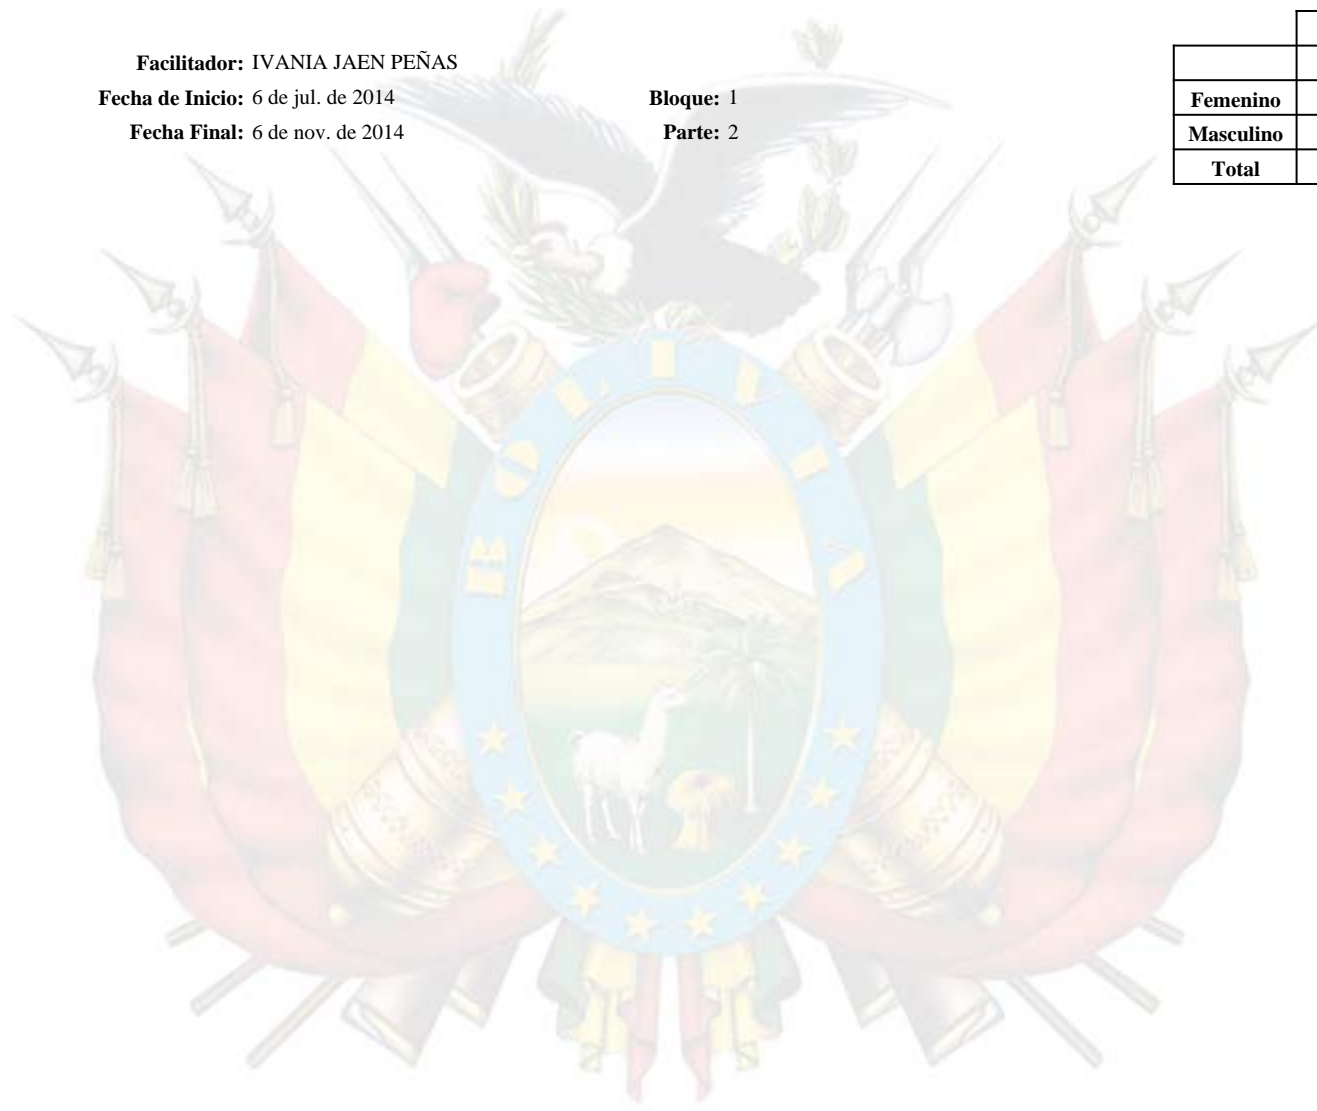 Facilitador: IVANIA JAEN PEÑAS
Fecha de Inicio: 6 de jul. de 2014 Bloque: 1
Fecha Final: 6 de nov. de 2014 Parte: 2
Femenino
Masculino
Total
BOLIVIA